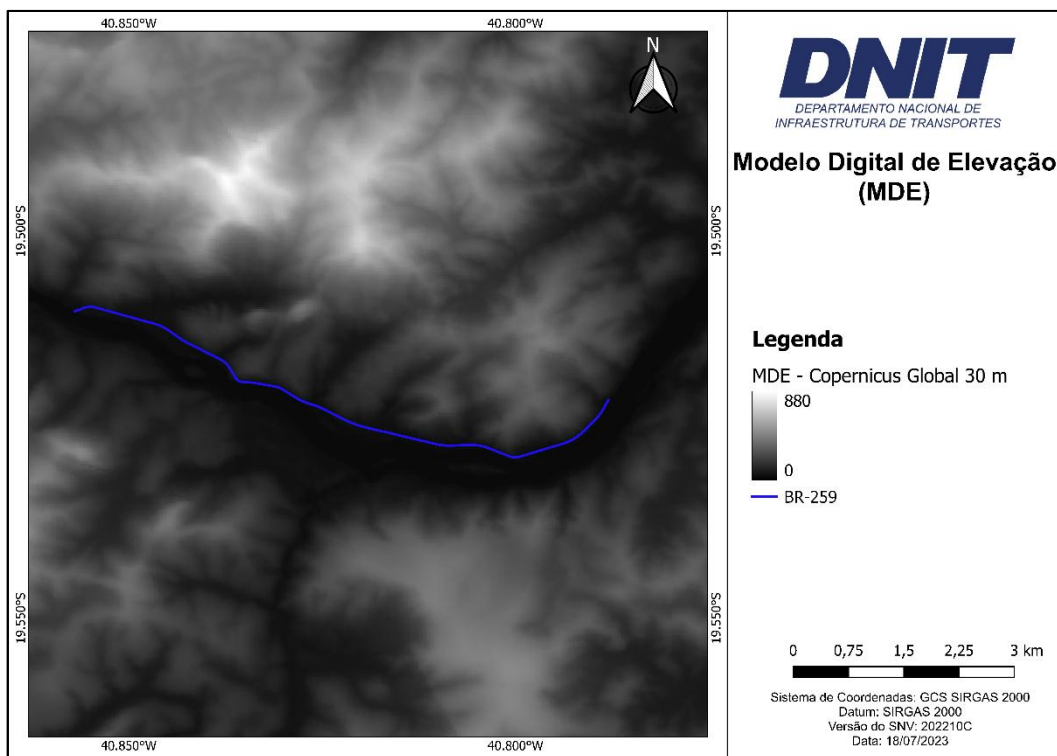 40.850°W 40.800°W
N
19.500°S 19.500°S
19.550°S 19.550°S
40.850°W 40.800°W
DNIT
DEPARTAMENTO NACIONAL DE
INFRAESTRUTURA DE TRANSPORTES
Modelo Digital de Elevação
(MDE)
Legenda
MDE - Copernicus Global 30 m
880
0
BR-259
0 0,75 1,5 2,25 3 km
Sistema de Coordenadas: GCS SIRGAS 2000
Datum: SIRGAS 2000
Versão do SNV: 202210C
Data: 18/07/2023